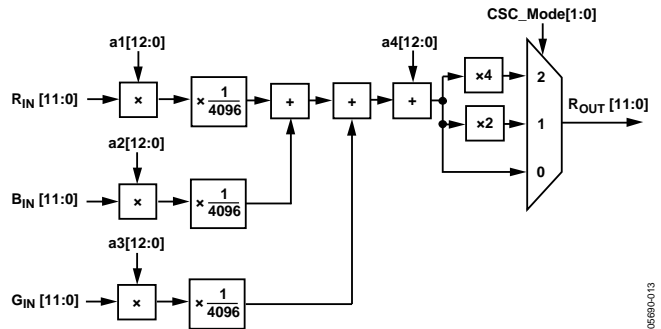 CSC_Mode[1:0]
a1[12:0]
a4[12:0]
R_IN [11:0]
×
× 1/4096
+
+
+
×4
2
×2
1
0
R_OUT [11:0]
a2[12:0]
B_IN [11:0]
×
× 1/4096
a3[12:0]
G_IN [11:0]
×
× 1/4096
05690-013